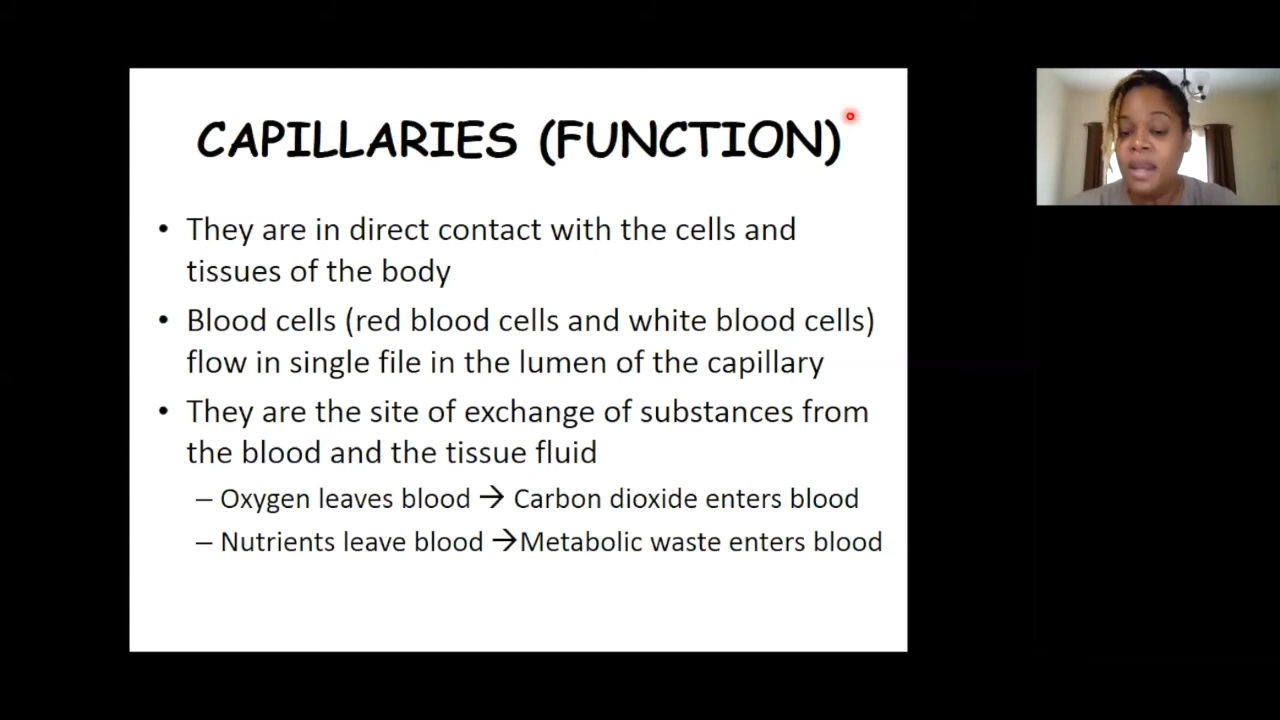 CAPILLARIES (FUNCTION)
• They are in direct contact with the cells and
tissues of the body
• Blood cells (red blood cells and white blood cells)
flow in single file in the lumen of the capillary
• They are the site of exchange of substances from
the blood and the tissue fluid
– Oxygen leaves blood → Carbon dioxide enters blood
– Nutrients leave blood →Metabolic waste enters blood